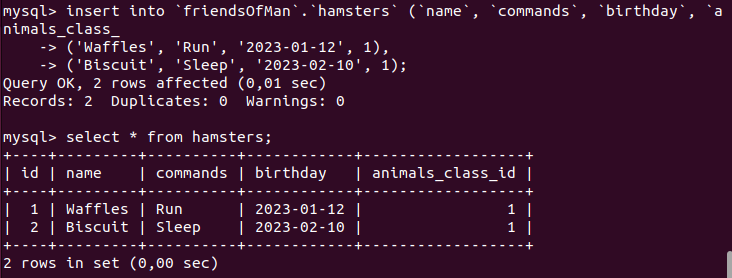 mysql> insert into `friendsOfMan`.`hamsters` (`name`, `commands`, `birthday`, `a
nimals_class_
    -> ('Waffles', 'Run', '2023-01-12', 1),
    -> ('Biscuit', 'Sleep', '2023-02-10', 1);
Query OK, 2 rows affected (0,01 sec)
Records: 2  Duplicates: 0  Warnings: 0

mysql> select * from hamsters;
+----+---------+----------+------------+------------------+
| id | name    | commands | birthday   | animals_class_id |
+----+---------+----------+------------+------------------+
|  1 | Waffles | Run      | 2023-01-12 |                1 |
|  2 | Biscuit | Sleep    | 2023-02-10 |                1 |
+----+---------+----------+------------+------------------+
2 rows in set (0,00 sec)